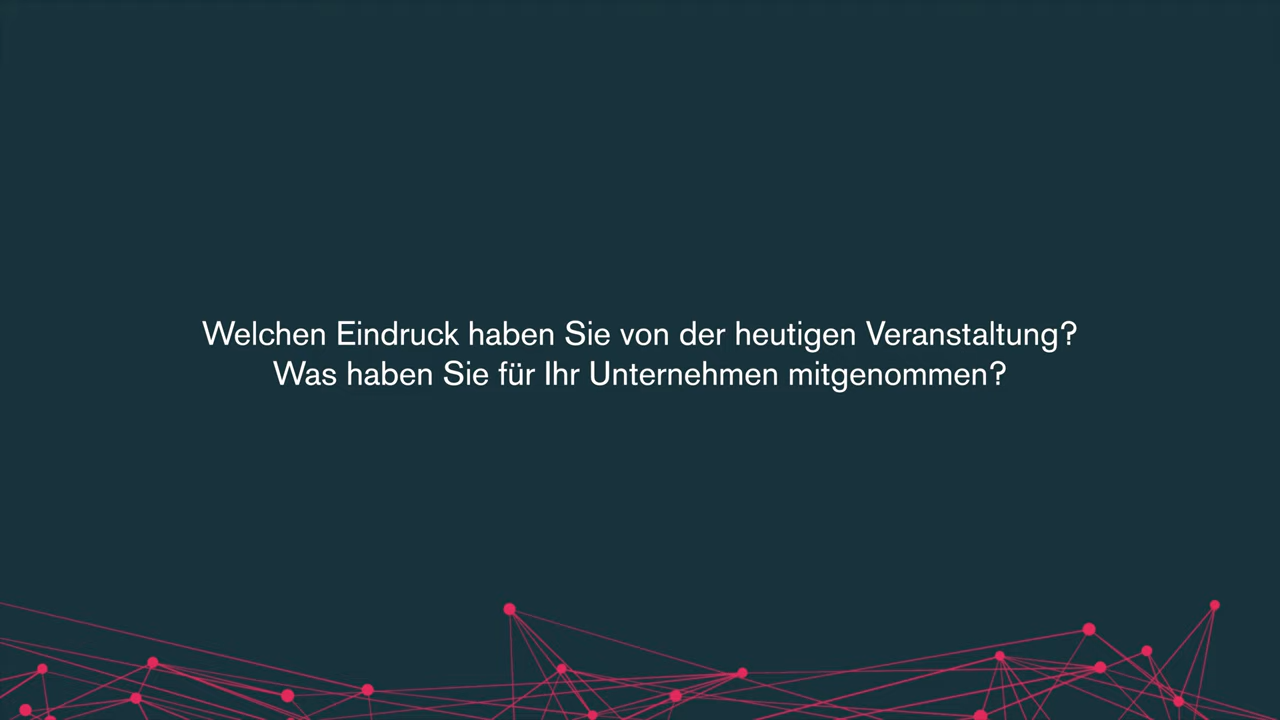 Welchen Eindruck haben Sie von der heutigen Veranstaltung?
Was haben Sie für Ihr Unternehmen mitgenommen?